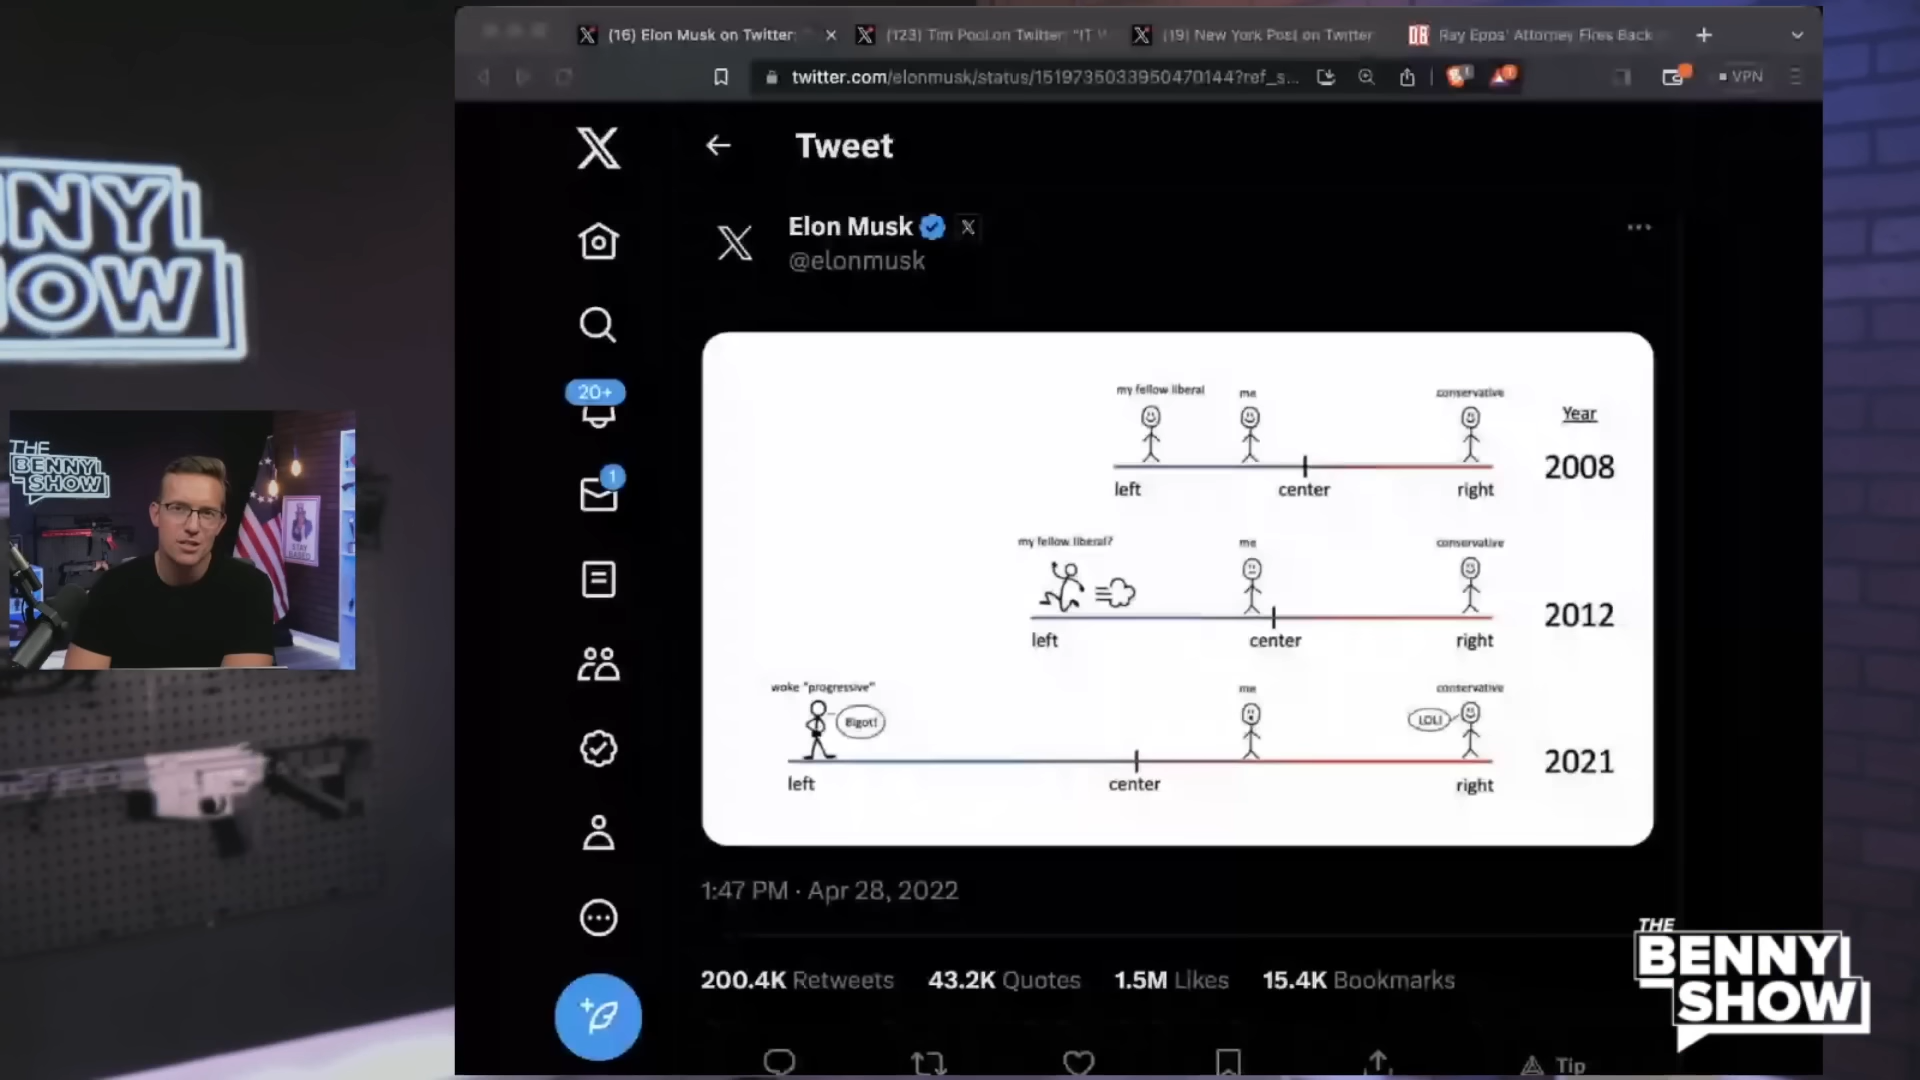 (16) Elon Musk on Twitter:
(123) Tim Pool on Twitter: "IT W
(19) New York Post on Twitter
Ray Epps' Attorney Fires Back
twitter.com/elonmusk/status/1519735033950470144?ref_s...
VPN
Tweet
Elon Musk
@elonmusk
20+
1
my fellow liberal
me
conservative
Year
2008
left
center
right
my fellow liberal?
me
conservative
2012
left
center
right
woke "progressive"
me
conservative
Bigot!
LOL!
2021
left
center
right
1:47 PM · Apr 28, 2022
200.4K Retweets
43.2K Quotes
1.5M Likes
15.4K Bookmarks
Tip
NNY
HOW
THE
BENNY
SHOW
THE
BENNY
SHOW